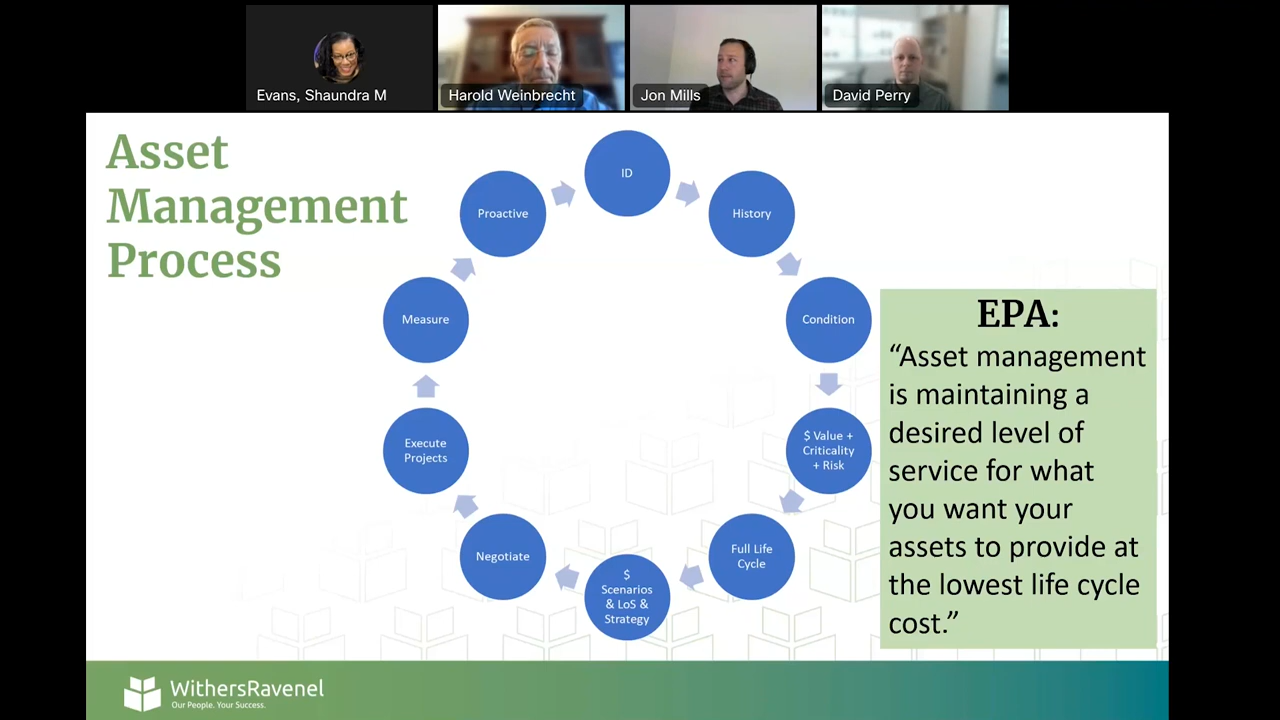 Evans, Shaundra M
Harold Weinbrecht
Jon Mills
David Perry
Asset
Management
Process
ID
History
Condition
$ Value +
Criticality
+ Risk
Full Life
Cycle
$
Scenarios
& LoS &
Strategy
Negotiate
Execute
Projects
Measure
Proactive
EPA:
“Asset management
is maintaining a
desired level of
service for what
you want your
assets to provide at
the lowest life cycle
cost.”
WithersRavenel
Our People. Your Success.